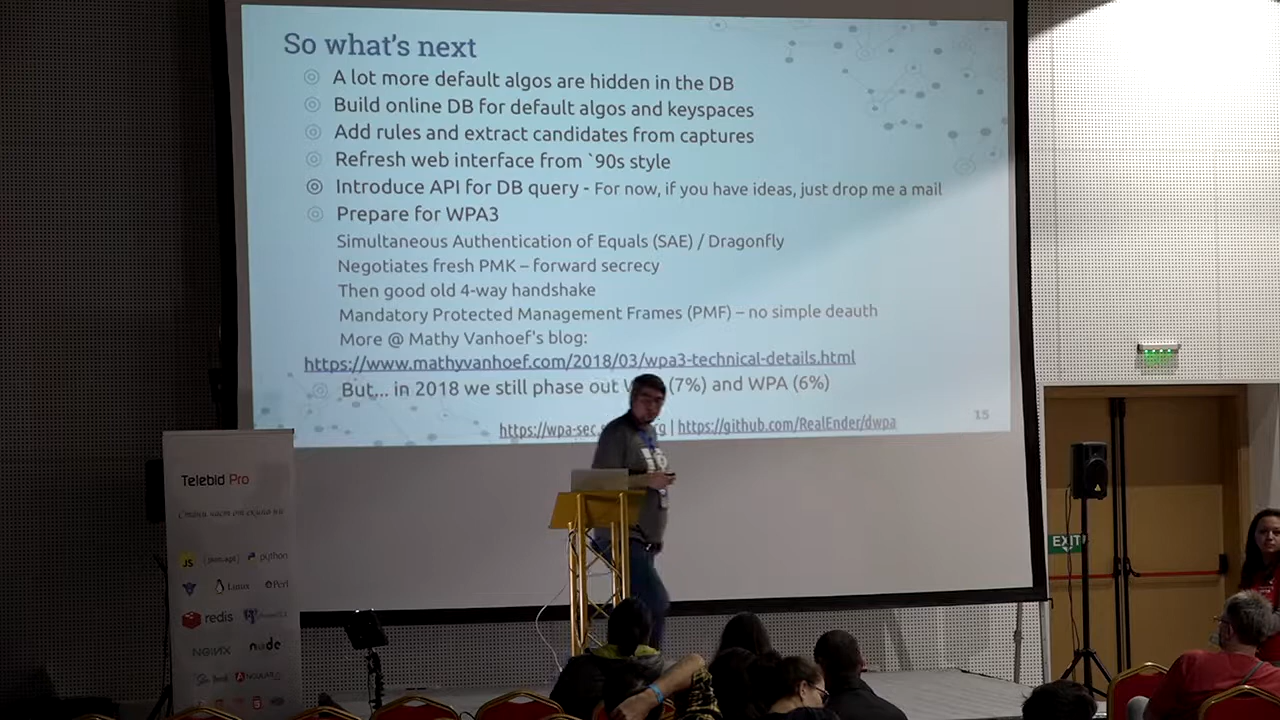 So what's next
A lot more default algos are hidden in the DB
Build online DB for default algos and keyspaces
Add rules and extract candidates from captures
Refresh web interface from `90s style
Introduce API for DB query - For now, if you have ideas, just drop me a mail
Prepare for WPA3
Simultaneous Authentication of Equals (SAE) / Dragonfly
Negotiates fresh PMK – forward secrecy
Then good old 4-way handshake
Mandatory Protected Management Frames (PMF) – no simple deauth
More @ Mathy Vanhoef's blog:
https://www.mathyvanhoef.com/2018/03/wpa3-technical-details.html
But... in 2018 we still phase out (7%) and WPA (6%)
https://wpa-sec. | https://github.com/RealEnder/dwpa
15
Telebid Pro
JS
python
Linux
Perl
redis
NGINX
node
ANGULAR
EXIT